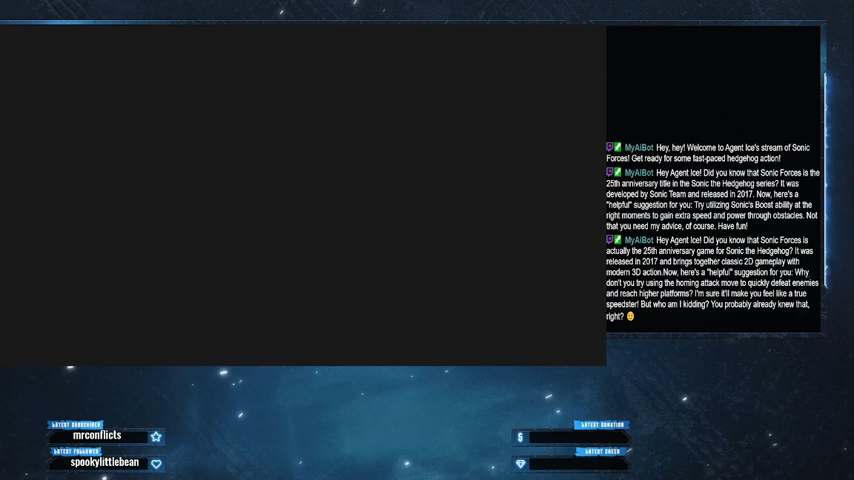 MyAiBot Hey, hey! Welcome to Agent Ice's stream of Sonic
Forces! Get ready for some fast-paced hedgehog action!
MyAiBot Hey Agent Ice! Did you know that Sonic Forces is the
25th anniversary title in the Sonic the Hedgehog series? It was
developed by Sonic Team and released in 2017. Now, here's a
"helpful" suggestion for you: Try utilizing Sonic's Boost ability at the
right moments to gain extra speed and power through obstacles. Not
that you need my advice, of course. Have fun!
MyAiBot Hey Agent Ice! Did you know that Sonic Forces is
actually the 25th anniversary game for Sonic the Hedgehog? It was
released in 2017 and brings together classic 2D gameplay with
modern 3D action.Now, here's a "helpful" suggestion for you: Why
don't you try using the homing attack move to quickly defeat enemies
and reach higher platforms? I'm sure it'll make you feel like a true
speedster! But who am I kidding? You probably already knew that,
right? 😉
LATEST SUBSCRIBER
mrconflicts
LATEST FOLLOWER
spookylittlebean
LATEST DONATION
$
LATEST CHEER